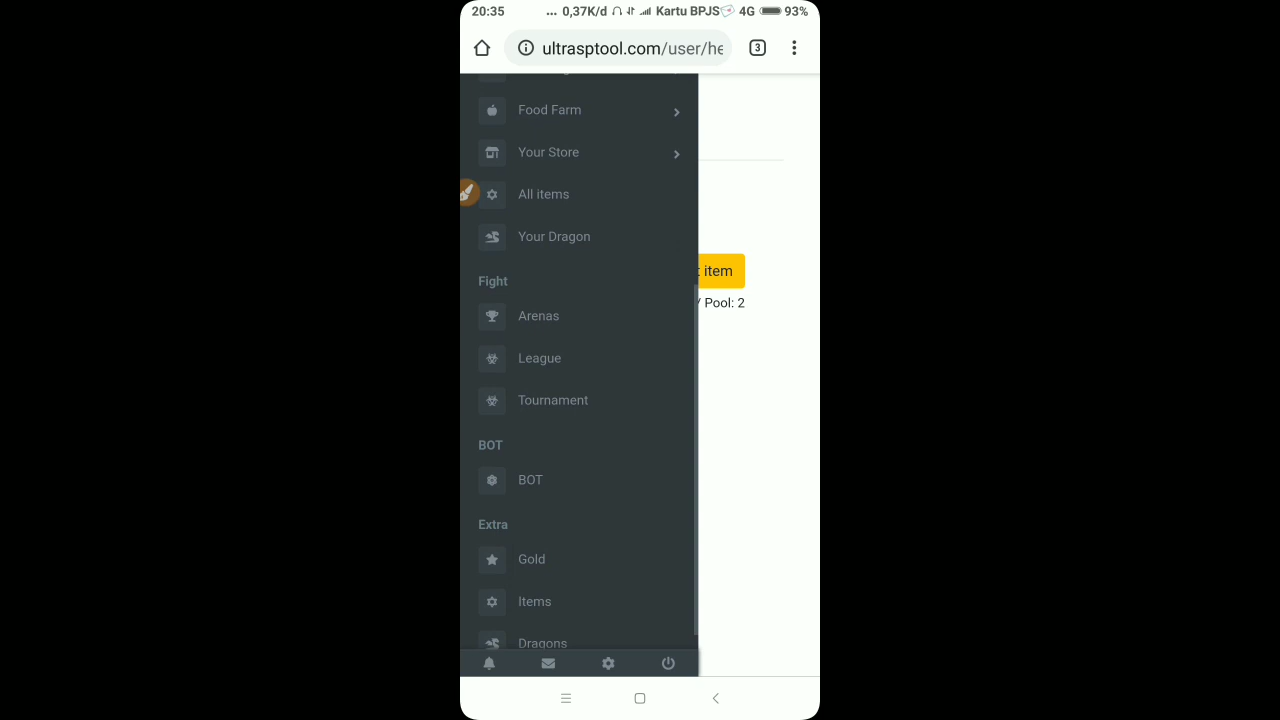 20:35 ... 0,37K/d Kartu BPJS 4G 93%
ultrasptool.com/user/he
3
Food Farm
Your Store
All items
Your Dragon
t item
/ Pool: 2
Fight
Arenas
League
Tournament
BOT
BOT
Extra
Gold
Items
Dragons